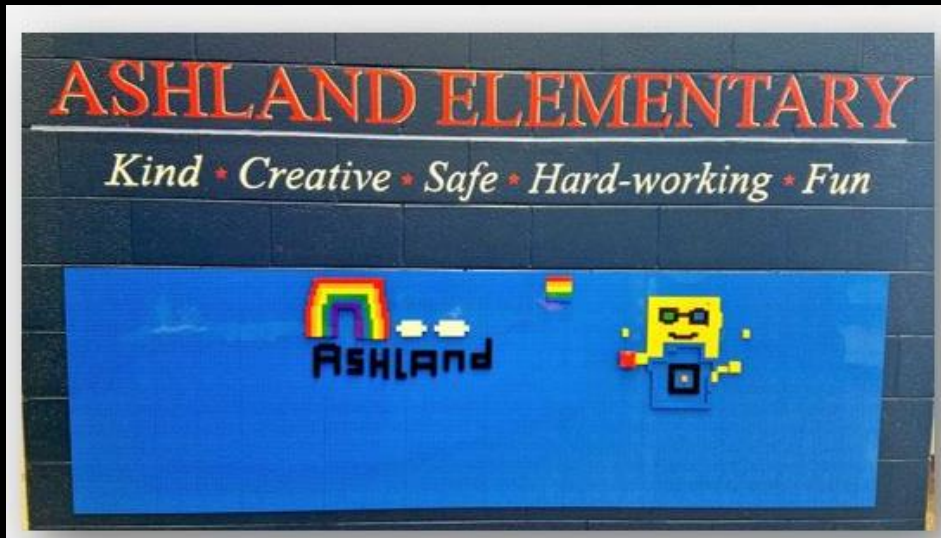 ASHLAND ELEMENTARY
Kind * Creative * Safe * Hard-working * Fun
ASHLAnd